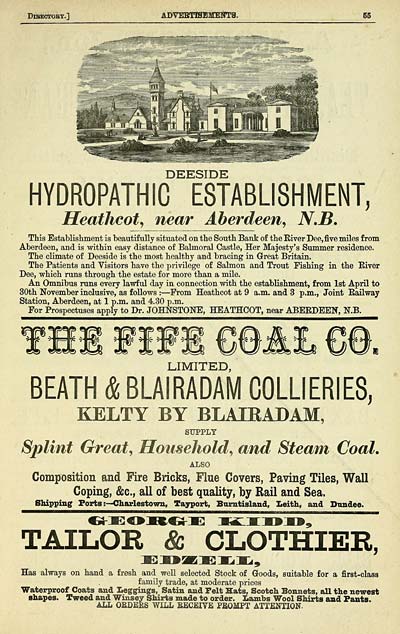 DIRECTORY.] ADVERTISEMENTS. 55
DEESIDE
HYDROPATHIC ESTABLISHMENT,
Heathcot, near Aberdeen, N.B.
This Establishment is beautifully situated on the South Bank of the River Dee, five miles from
Aberdeen, and is within easy distance of Balmoral Castle, Her Majesty's Summer residence.
The climate of Deeside is the most healthy and bracing in Great Britain.
The Patients and Visitors have the privilege of Salmon and Trout Fishing in the River
Dee, which runs through the estate for more than a mile.
An Omnibus runs every lawful day in connection with the establishment, from 1st April to
30th November inclusive, as follows :—From Heathcot at 9 a.m. and 3 p.m., Joint Railway
Station, Aberdeen, at 1 p.m. and 4.30 p.m.
For Prospectuses apply to Dr. JOHNSTONE, HEATHCOT, near ABERDEEN, N.B.
THE FIFE COAL CO.
LIMITED,
BEATH & BLAIRADAM COLLIERIES,
KELTY BY BLAIRADAM,
SUPPLY
Splint Great, Household, and Steam Coal.
ALSO
Composition and Fire Bricks, Flue Covers, Paving Tiles, Wall
Coping, &c., all of best quality, by Rail and Sea.
Shipping Ports:—Charlestown, Tayport, Burntisland, Leith, and Dundee.
GEORGE KIDD,
TAILOR & CLOTHIER,
EDZELL,
Has always on hand a fresh and well selected Stock of Goods, suitable for a first-class
family trade, at moderate prices
Waterproof Coats and Leggings, Satin and Felt Hats, Scotch Bonnets, all the newest
shapes. Tweed and Winsey Shirts made to order. Lambs Wool Shirts and Pants.
ALL ORDERS WILL RECEIVE PROMPT ATTENTION.